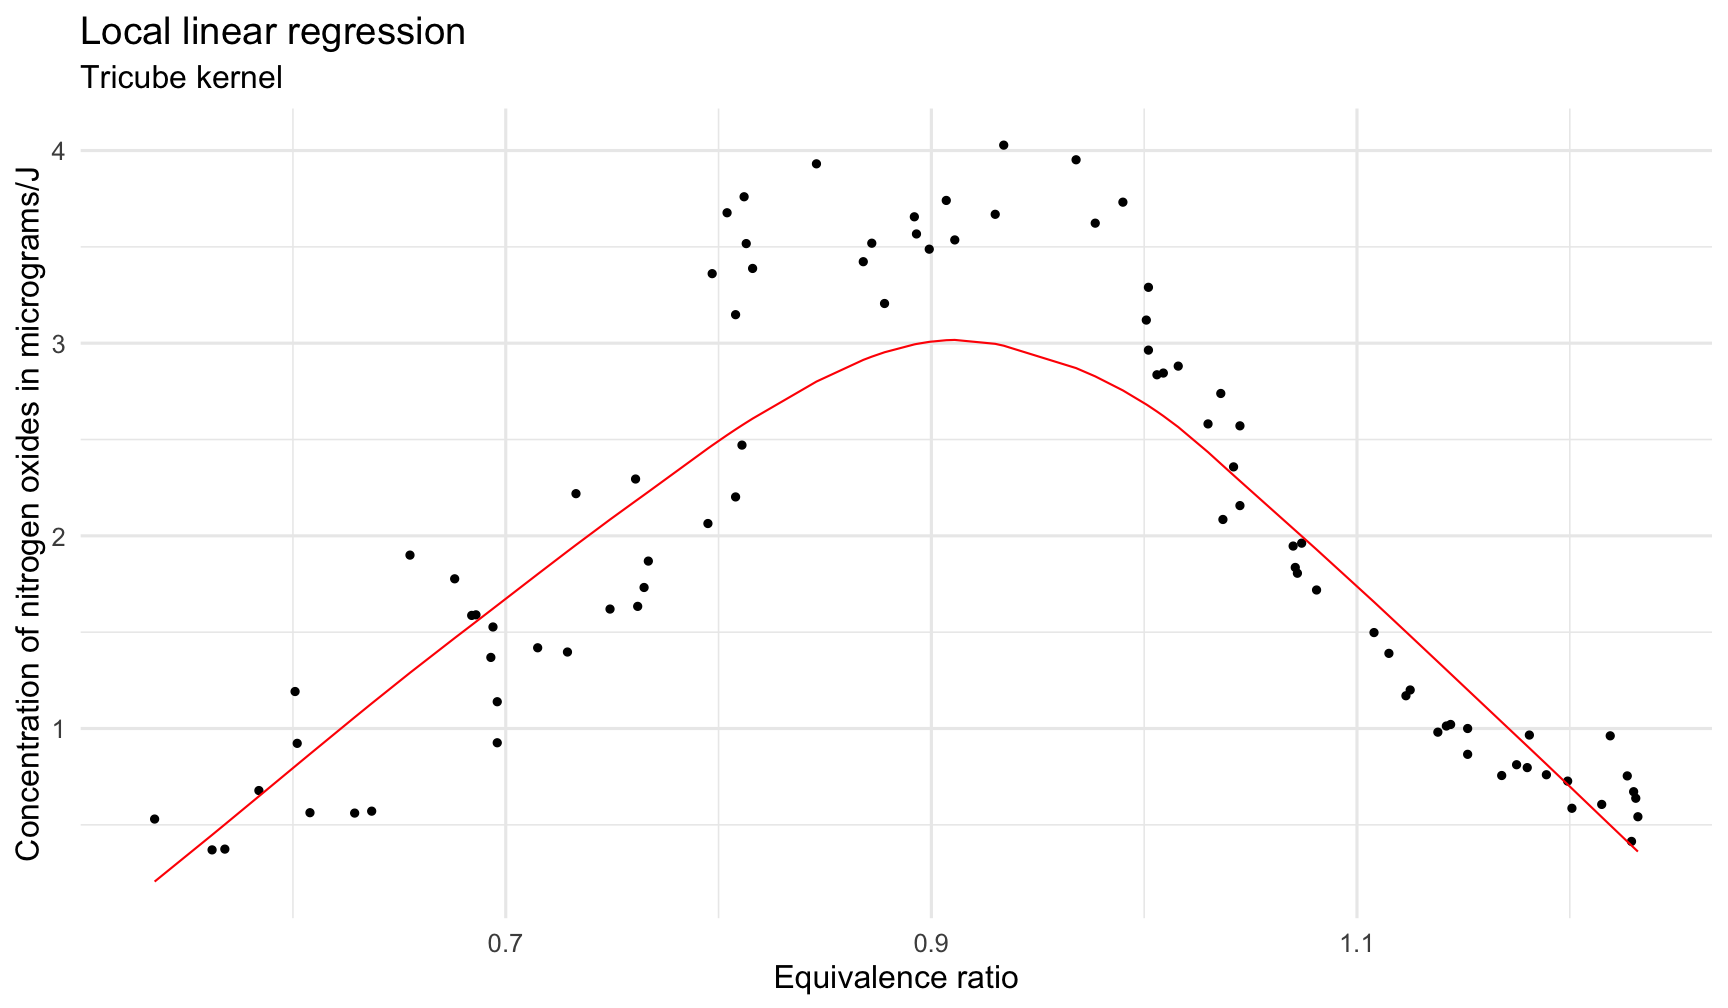 Local linear regression
Tricube kernel
Concentration of nitrogen oxides in micrograms/J
4
3
2
1
0.7
0.9
1.1
Equivalence ratio